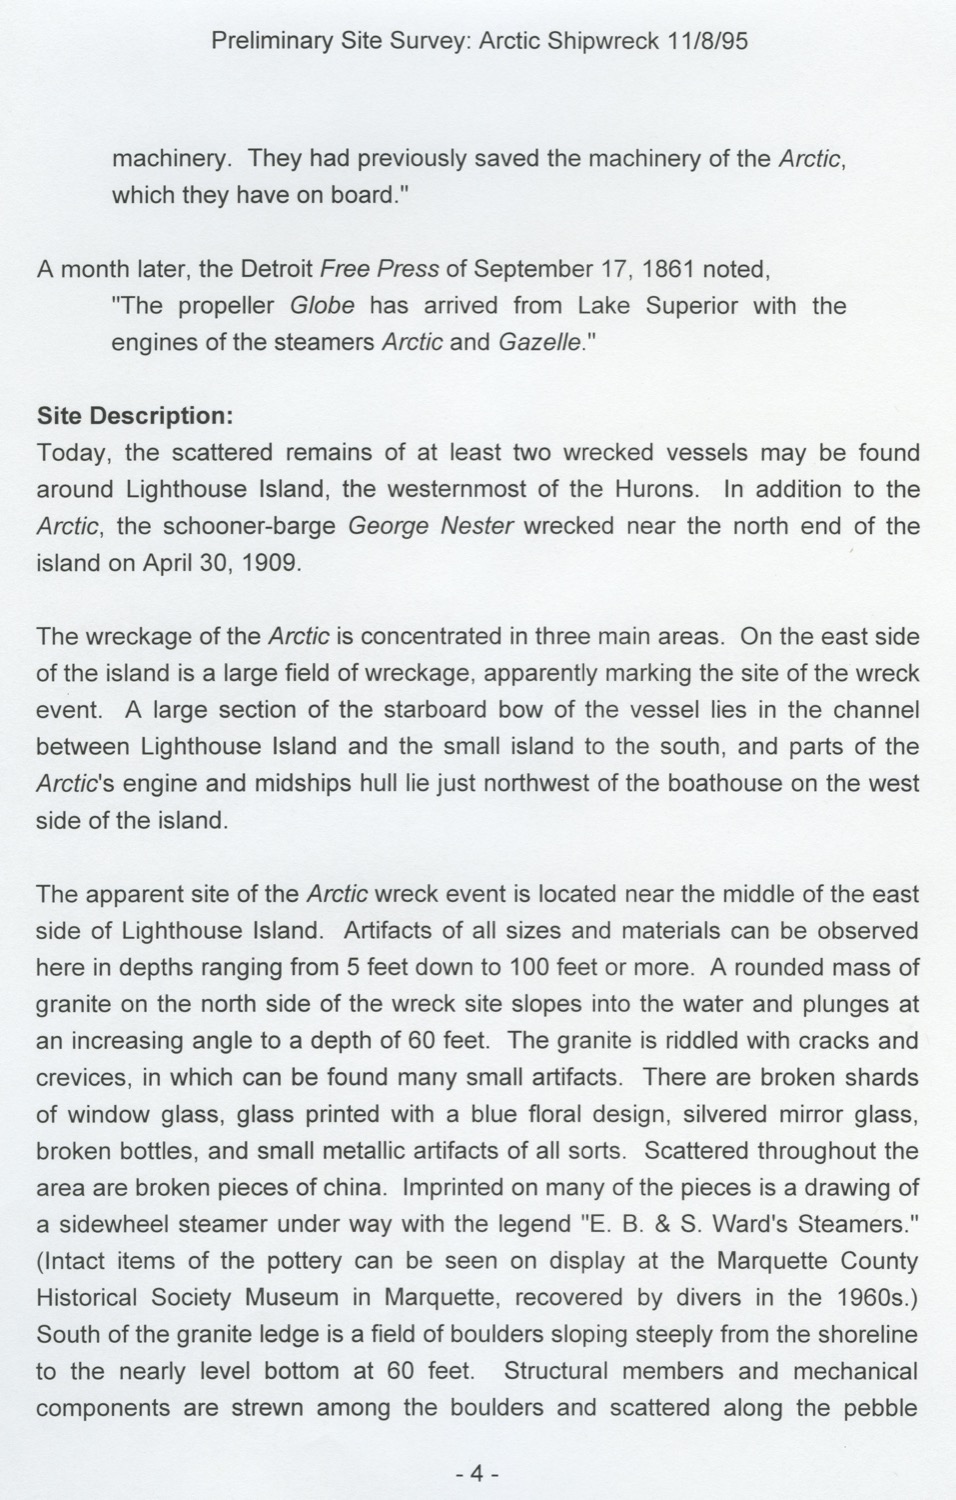 Preliminary Site Survey: Arctic Shipwreck 11/8/95
machinery. They had previously saved the machinery of the Arctic,
which they have on board."
A month later, the Detroit Free Press of September 17, 1861 noted,
"The propeller Globe has arrived from Lake Superior with the
engines of the steamers Arctic and Gazelle."
Site Description:
Today, the scattered remains of at least two wrecked vessels may be found
around Lighthouse Island, the westernmost of the Hurons. In addition to the
Arctic, the schooner-barge George Nester wrecked near the north end of the
island on April 30, 1909.
The wreckage of the Arctic is concentrated in three main areas. On the east side
of the island is a large field of wreckage, apparently marking the site of the wreck
event. A large section of the starboard bow of the vessel lies in the channel
between Lighthouse Island and the small island to the south, and parts of the
Arctic's engine and midships hull lie just northwest of the boathouse on the west
side of the island.
The apparent site of the Arctic wreck event is located near the middle of the east
side of Lighthouse Island. Artifacts of all sizes and materials can be observed
here in depths ranging from 5 feet down to 100 feet or more. A rounded mass of
granite on the north side of the wreck site slopes into the water and plunges at
an increasing angle to a depth of 60 feet. The granite is riddled with cracks and
crevices, in which can be found many small artifacts. There are broken shards
of window glass, glass printed with a blue floral design, silvered mirror glass,
broken bottles, and small metallic artifacts of all sorts. Scattered throughout the
area are broken pieces of china. Imprinted on many of the pieces is a drawing of
a sidewheel steamer under way with the legend "E. B. & S. Ward's Steamers."
(Intact items of the pottery can be seen on display at the Marquette County
Historical Society Museum in Marquette, recovered by divers in the 1960s.)
South of the granite ledge is a field of boulders sloping steeply from the shoreline
to the nearly level bottom at 60 feet. Structural members and mechanical
components are strewn among the boulders and scattered along the pebble
- 4 -